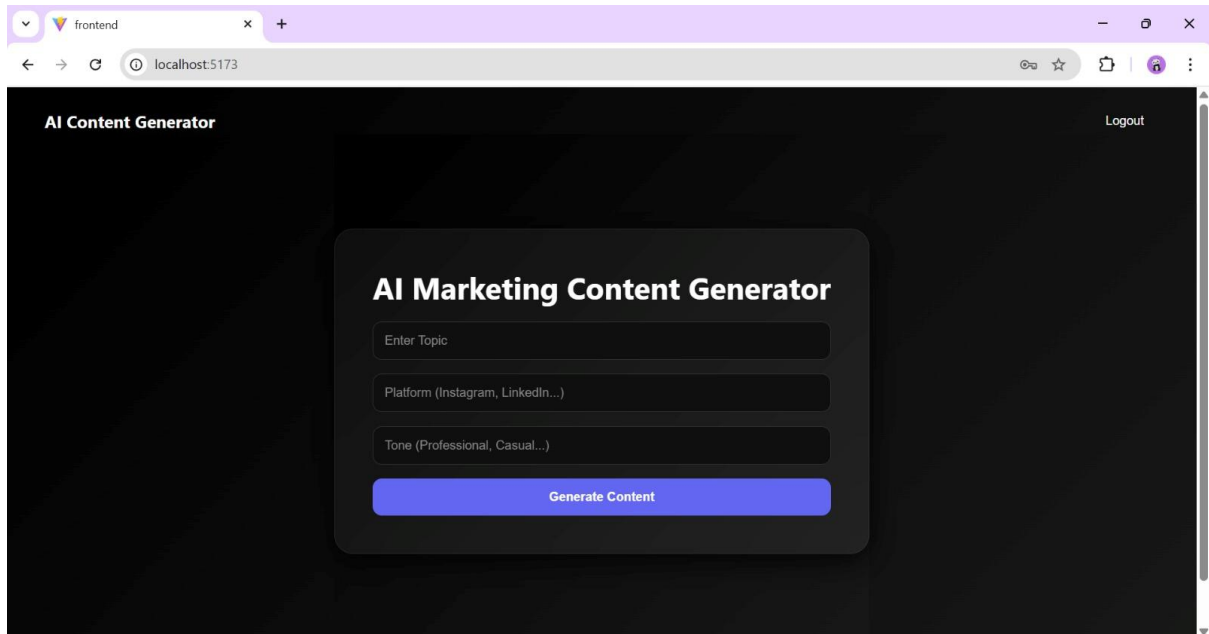 frontend
localhost:5173
AI Content Generator
Logout
AI Marketing Content Generator
Enter Topic
Platform (Instagram, LinkedIn...)
Tone (Professional, Casual...)
Generate Content